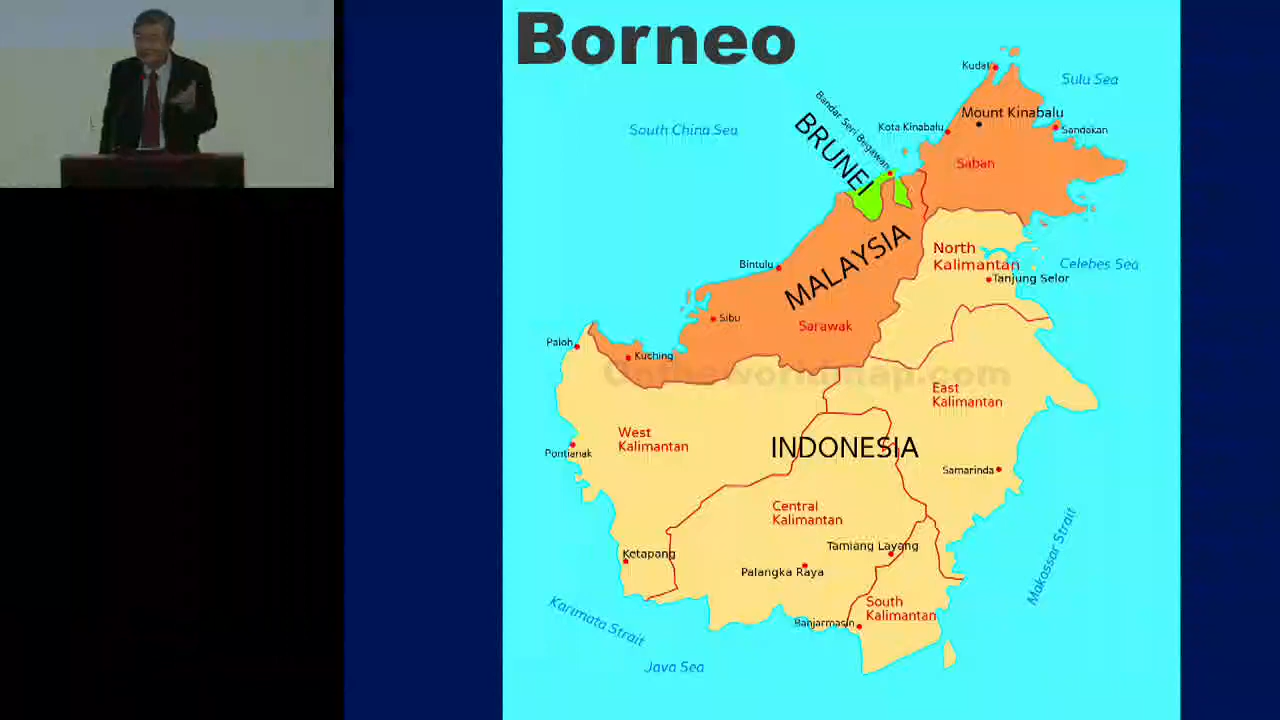 Borneo
Kudat
Sulu Sea
Mount Kinabalu
Bandar Seri Begawan
BRUNEI
South China Sea
Kota Kinabalu
Sandakan
Saban
MALAYSIA
North
Kalimantan
Celebes Sea
Bintulu
Tanjung Selor
Sibu
Sarawak
Paloh
Kuching
Ontheworldmap.com
East
Kalimantan
West
Kalimantan
INDONESIA
Pontianak
Samarinda
Central
Kalimantan
Makassar Strait
Tamiang Layang
Ketapang
Palangka Raya
South
Kalimantan
Karimata Strait
Banjarmasin
Java Sea